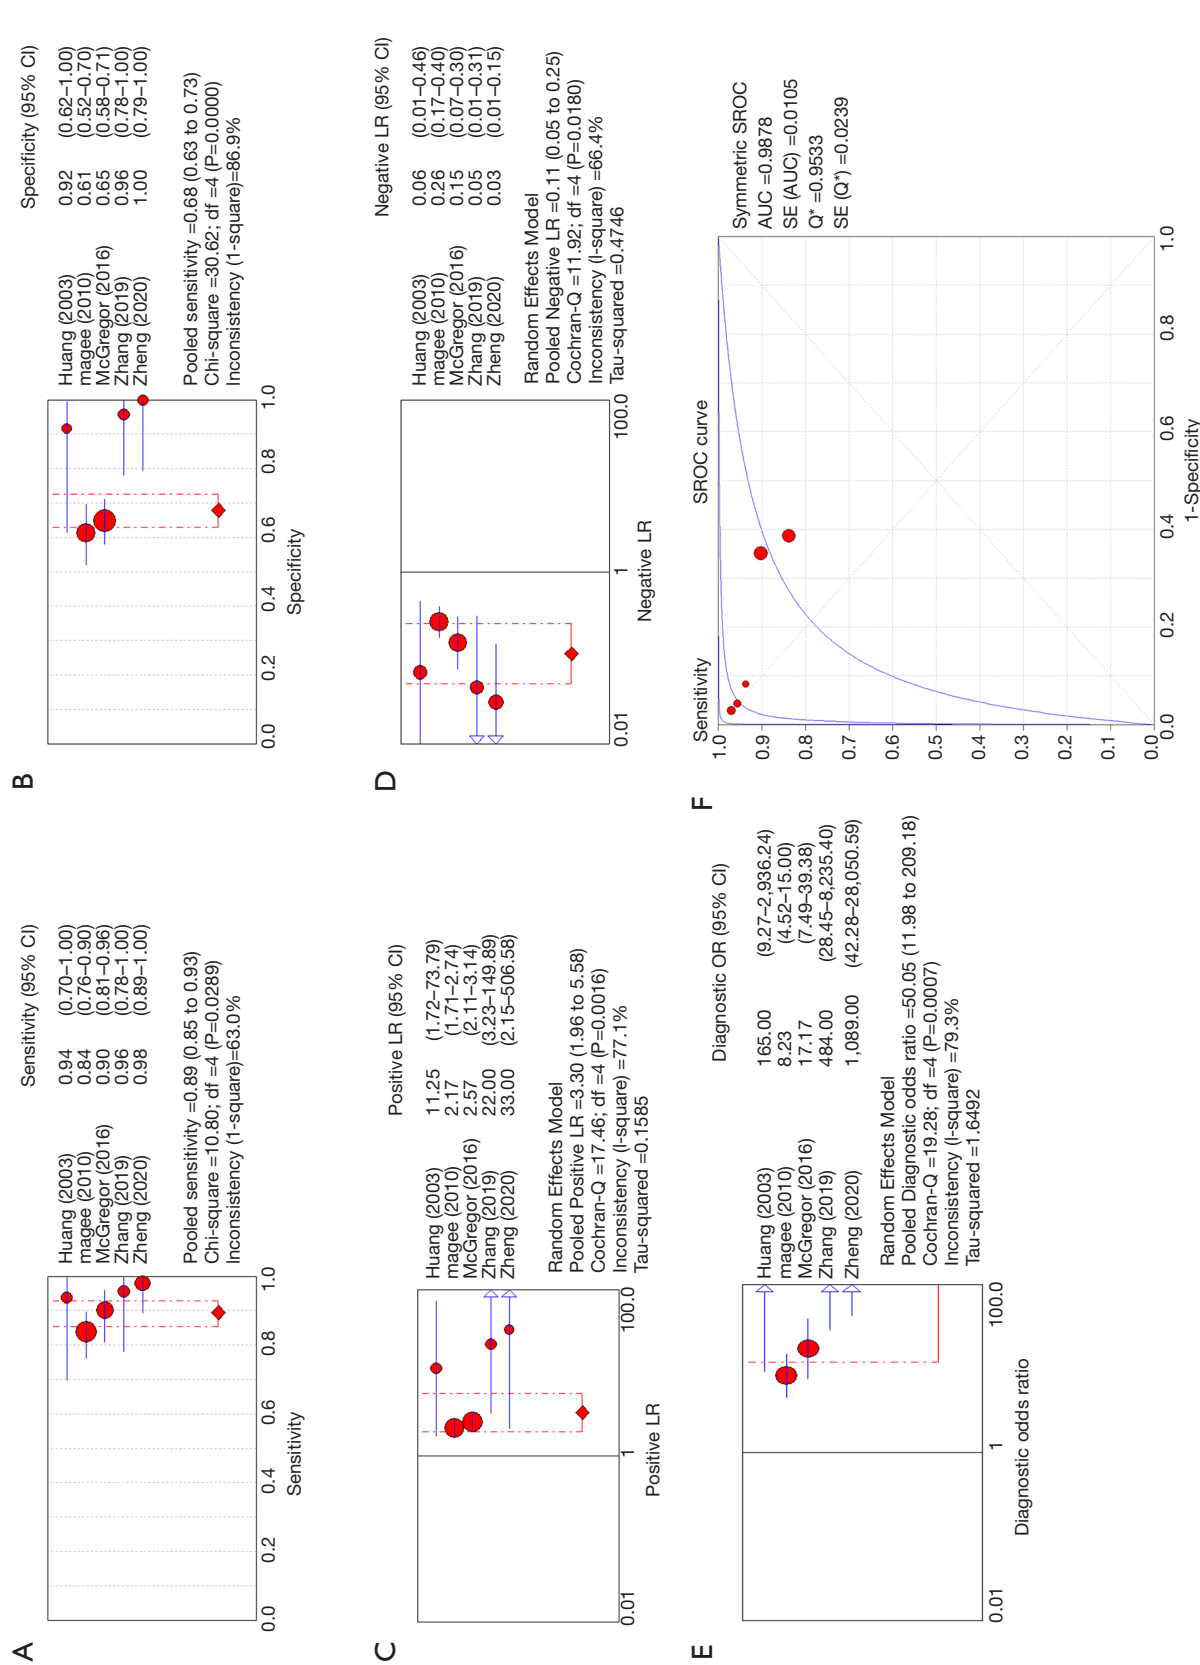 A
Sensitivity (95% CI)
Huang (2003) 0.94 (0.70–1.00)
magee (2010) 0.84 (0.76–0.90)
McGregor (2016) 0.90 (0.81–0.96)
Zhang (2019) 0.96 (0.78–1.00)
Zheng (2020) 0.98 (0.89–1.00)
Pooled sensitivity =0.89 (0.85 to 0.93)
Chi-square =10.80; df =4 (P=0.0289)
Inconsistency (1-square)=63.0%
0.0 0.2 0.4 0.6 0.8 1.0
Sensitivity
B
Specificity (95% CI)
Huang (2003) 0.92 (0.62–1.00)
magee (2010) 0.61 (0.52–0.70)
McGregor (2016) 0.65 (0.58–0.71)
Zhang (2019) 0.96 (0.78–1.00)
Zheng (2020) 1.00 (0.79–1.00)
Pooled sensitivity =0.68 (0.63 to 0.73)
Chi-square =30.62; df =4 (P=0.0000)
Inconsistency (1-square)=86.9%
0.0 0.2 0.4 0.6 0.8 1.0
Specificity
C
Positive LR (95% CI)
Huang (2003) 11.25 (1.72–73.79)
magee (2010) 2.17 (1.71–2.74)
McGregor (2016) 2.57 (2.11–3.14)
Zhang (2019) 22.00 (3.23–149.89)
Zheng (2020) 33.00 (2.15–506.58)
Random Effects Model
Pooled Positive LR =3.30 (1.96 to 5.58)
Cochran-Q =17.46; df =4 (P=0.0016)
Inconsistency (I-square) =77.1%
Tau-squared =0.1585
0.01 1 100.0
Positive LR
D
Negative LR (95% CI)
Huang (2003) 0.06 (0.01–0.46)
magee (2010) 0.26 (0.17–0.40)
McGregor (2016) 0.15 (0.07–0.30)
Zhang (2019) 0.05 (0.01–0.31)
Zheng (2020) 0.03 (0.01–0.15)
Random Effects Model
Pooled Negative LR =0.11 (0.05 to 0.25)
Cochran-Q =11.92; df =4 (P=0.0180)
Inconsistency (I-square) =66.4%
Tau-squared =0.4746
0.01 1 100.0
Negative LR
E
Diagnostic OR (95% CI)
Huang (2003) 165.00 (9.27–2,936.24)
magee (2010) 8.23 (4.52–15.00)
McGregor (2016) 17.17 (7.49–39.38)
Zhang (2019) 484.00 (28.45–8,235.40)
Zheng (2020) 1,089.00 (42.28–28,050.59)
Random Effects Model
Pooled Diagnostic odds ratio =50.05 (11.98 to 209.18)
Cochran-Q =19.28; df =4 (P=0.0007)
Inconsistency (I-square) =79.3%
Tau-squared =1.6492
0.01 1 100.0
Diagnostic odds ratio
F
Sensitivity SROC curve
1.0
0.9
0.8
0.7
0.6
0.5
0.4
0.3
0.2
0.1
0.0
0.0 0.2 0.4 0.6 0.8 1.0
1-Specificity
Symmetric SROC
AUC =0.9878
SE (AUC) =0.0105
Q* =0.9533
SE (Q*) =0.0239